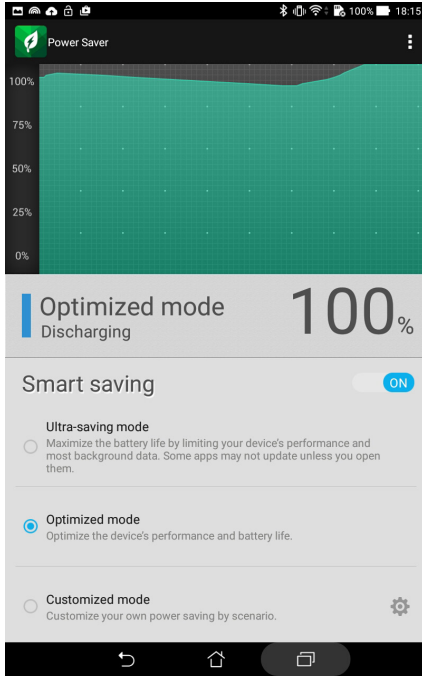 100% 18:15
Power Saver
100%
75%
50%
25%
0%
Optimized mode
Discharging
100%
Smart saving
ON
Ultra-saving mode
Maximize the battery life by limiting your device's performance and
most background data. Some apps may not update unless you open
them.
Optimized mode
Optimize the device's performance and battery life.
Customized mode
Customize your own power saving by scenario.